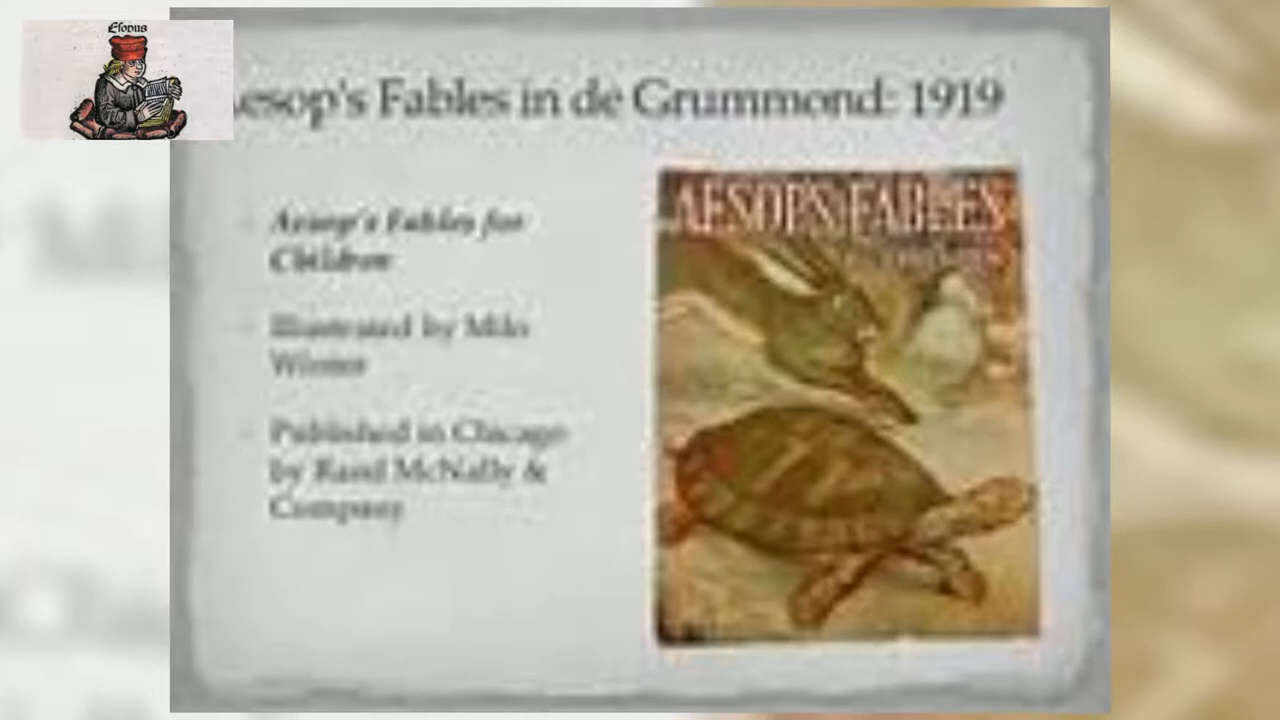 Esopus
esop's Fables in de Grummond: 1919
Aesop's Fables for
Children
Illustrated by Milo
Winter
Published in Chicago
by Rand McNally &
Company
AESOP'S FABLES